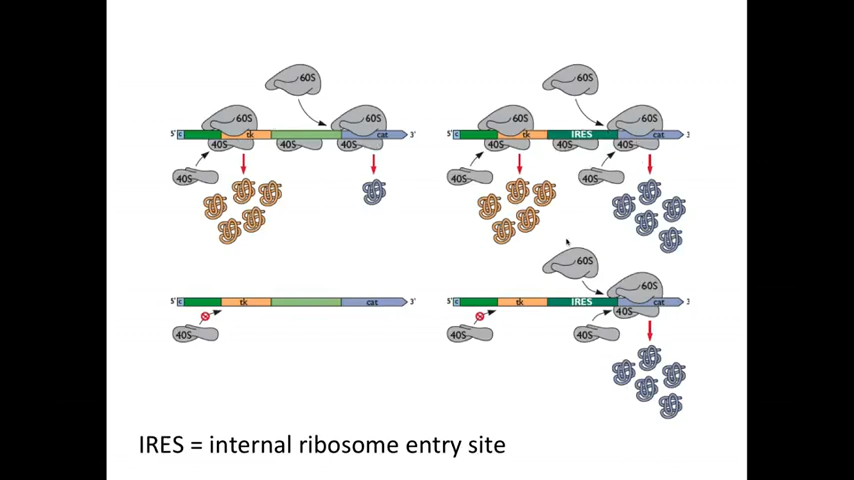 60S
60S
5' c tk cat 3'
40S 40S 40S
40S
60S
60S 60S
5' c tk IRES cat 3'
40S 40S 40S
40S 40S
5' c tk cat 3'
40S
60S
60S
5' c tk IRES cat 3'
40S
40S 40S
IRES = internal ribosome entry site